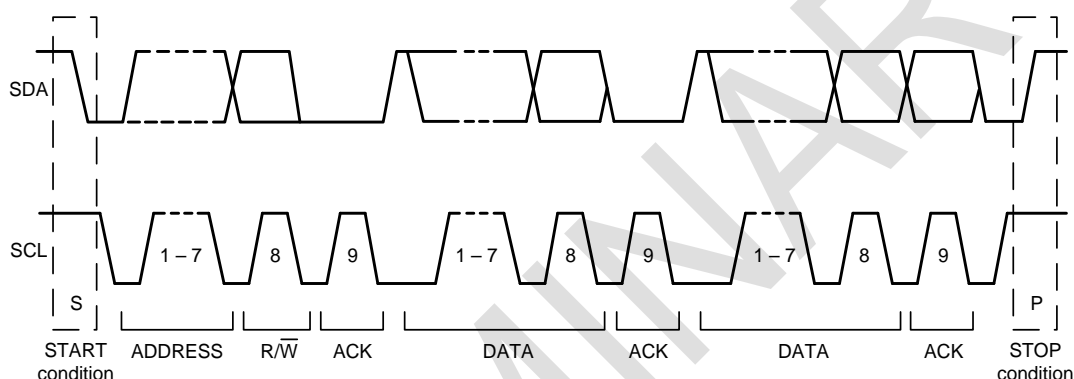 SDA
SCL
1 – 7
8
9
1 – 7
8
9
1 – 7
8
9
S
P
START
condition
ADDRESS
R/W̅
ACK
DATA
ACK
DATA
ACK
STOP
condition
MINAR